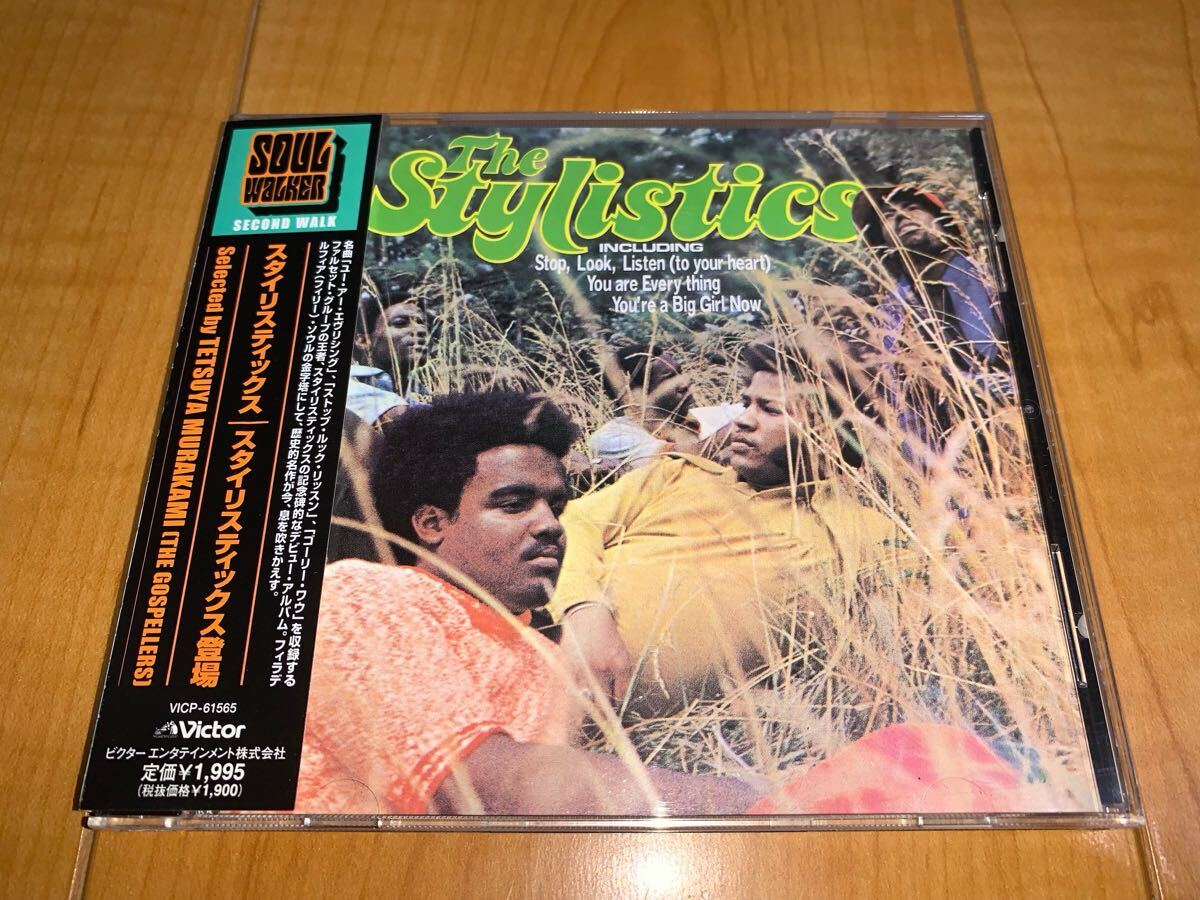 SOUL
WALKER
SECOND WALK
スタイリスティックス|スタイリスティックス登場
Selected by TETSUYA MURAKAMI (THE GOSPELLERS)
名曲「ユー・アー・エヴリシング」、「ストップ・ルック・リッスン」、「ゴーリー・ワウ」を収録する
ファルセット・グループの王者、スタイリスティックスの記念碑的なデビュー・アルバム。フィラデ
ルフィア(フィリー)・ソウルの金字塔にして、歴史的名作が今、息を吹きかえす。
VICP-61565
Victor
ビクター エンタテインメント株式会社
定価¥1,995
(税抜価格¥1,900)
The
Stylistics
INCLUDING
Stop, Look, Listen (to your heart)
You are Every thing
You're a Big Girl Now